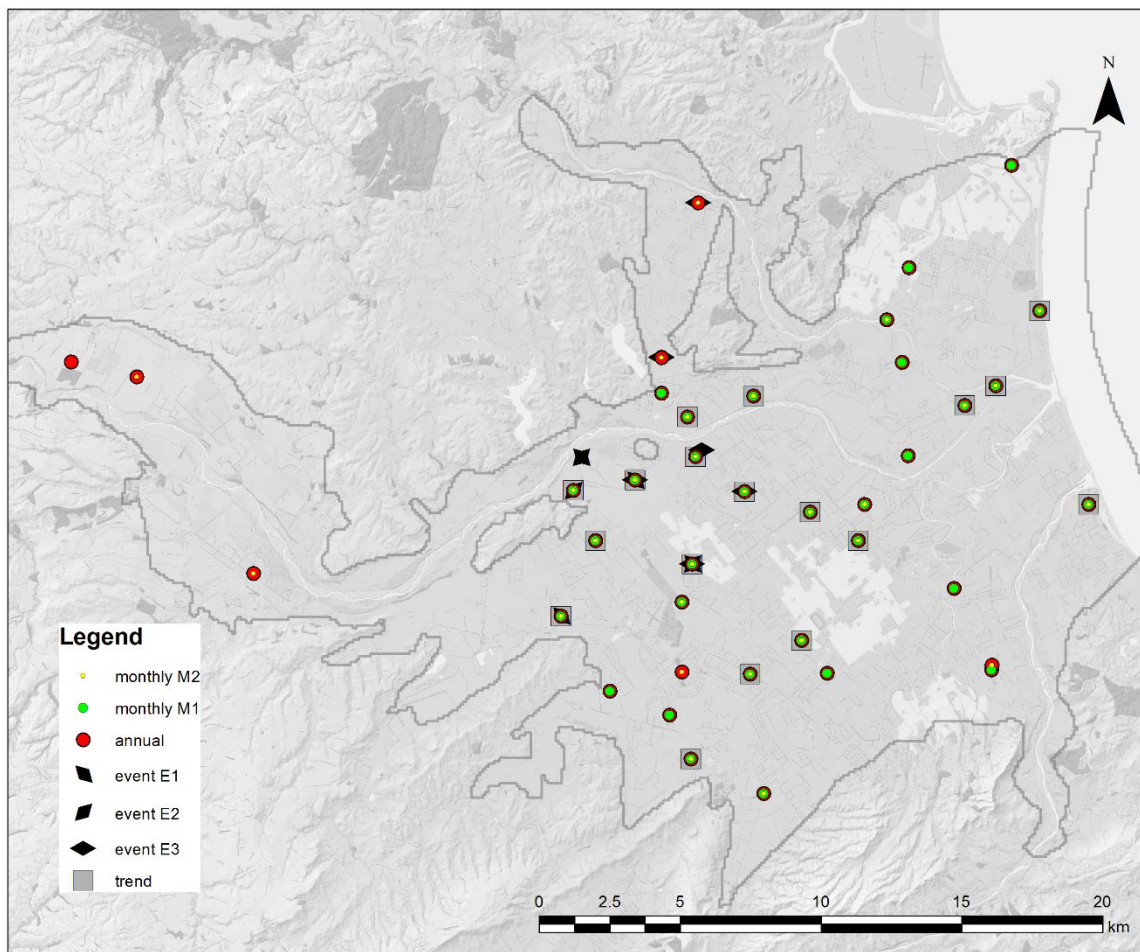 N
Legend
monthly M2
monthly M1
annual
event E1
event E2
event E3
trend
0 2.5 5 10 15 20
km